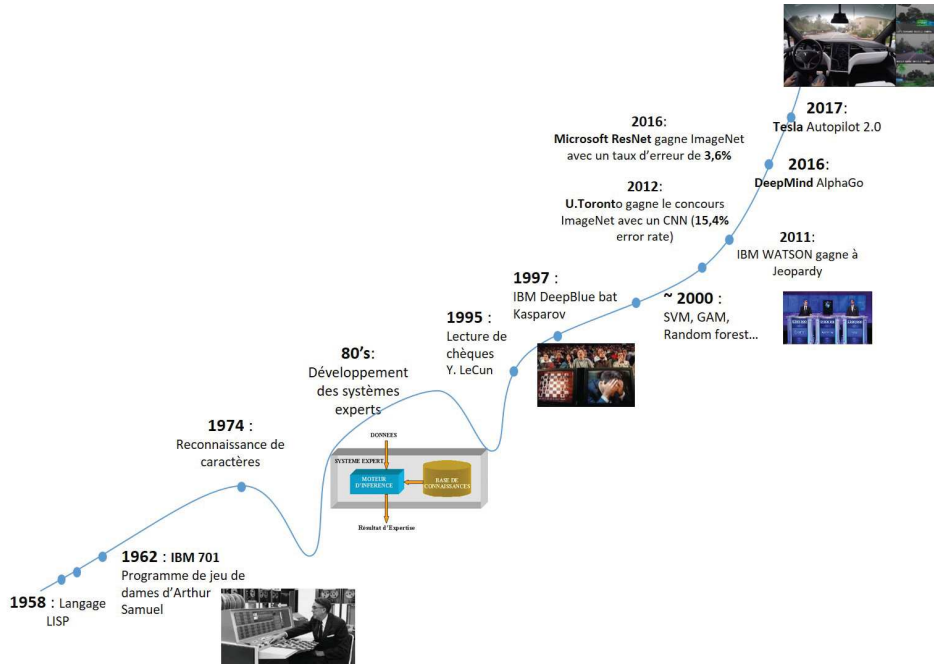 1958 : Langage
LISP
1962 : IBM 701
Programme de jeu de
dames d'Arthur
Samuel
1974 :
Reconnaissance de
caractères
80's:
Développement
des systèmes
experts
DONNEES
SYSTEME EXPERT
MOTEUR
D'INFERENCE
BASE DE
CONNAISSANCES
Résultat d'Expertise
1995 :
Lecture de
chèques
Y. LeCun
1997 :
IBM DeepBlue bat
Kasparov
~ 2000 :
SVM, GAM,
Random forest...
2011:
IBM WATSON gagne à
Jeopardy
2012:
U.Toronto gagne le concours
ImageNet avec un CNN (15,4%
error rate)
2016:
Microsoft ResNet gagne ImageNet
avec un taux d'erreur de 3,6%
2016:
DeepMind AlphaGo
2017:
Tesla Autopilot 2.0